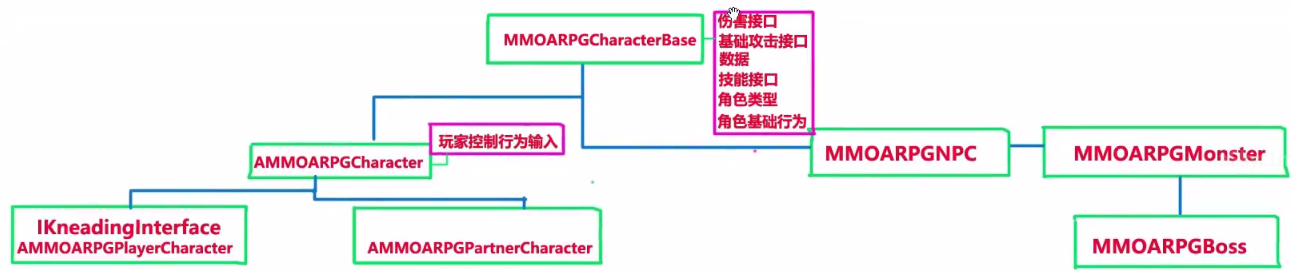 MMOARPGCharacterBase
伤害接口
基础攻击接口
数据
技能接口
角色类型
角色基础行为
AMMOARPGCharacter
玩家控制行为输入
MMOARPGNPC
MMOARPGMonster
IKneadingInterface
AMMOARPGPlayerCharacter
AMMOARPGPartnerCharacter
MMOARPGBoss